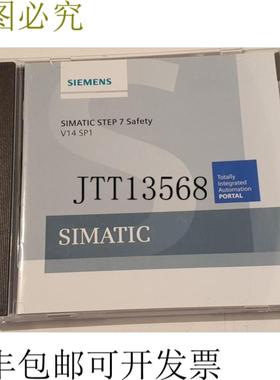 图必究
SIEMENS
SIMATIC STEP 7 Safety
V14 SP1
Totally
Integrated
Automation
PORTAL
JTT13568
SIMATIC
包邮可开发票